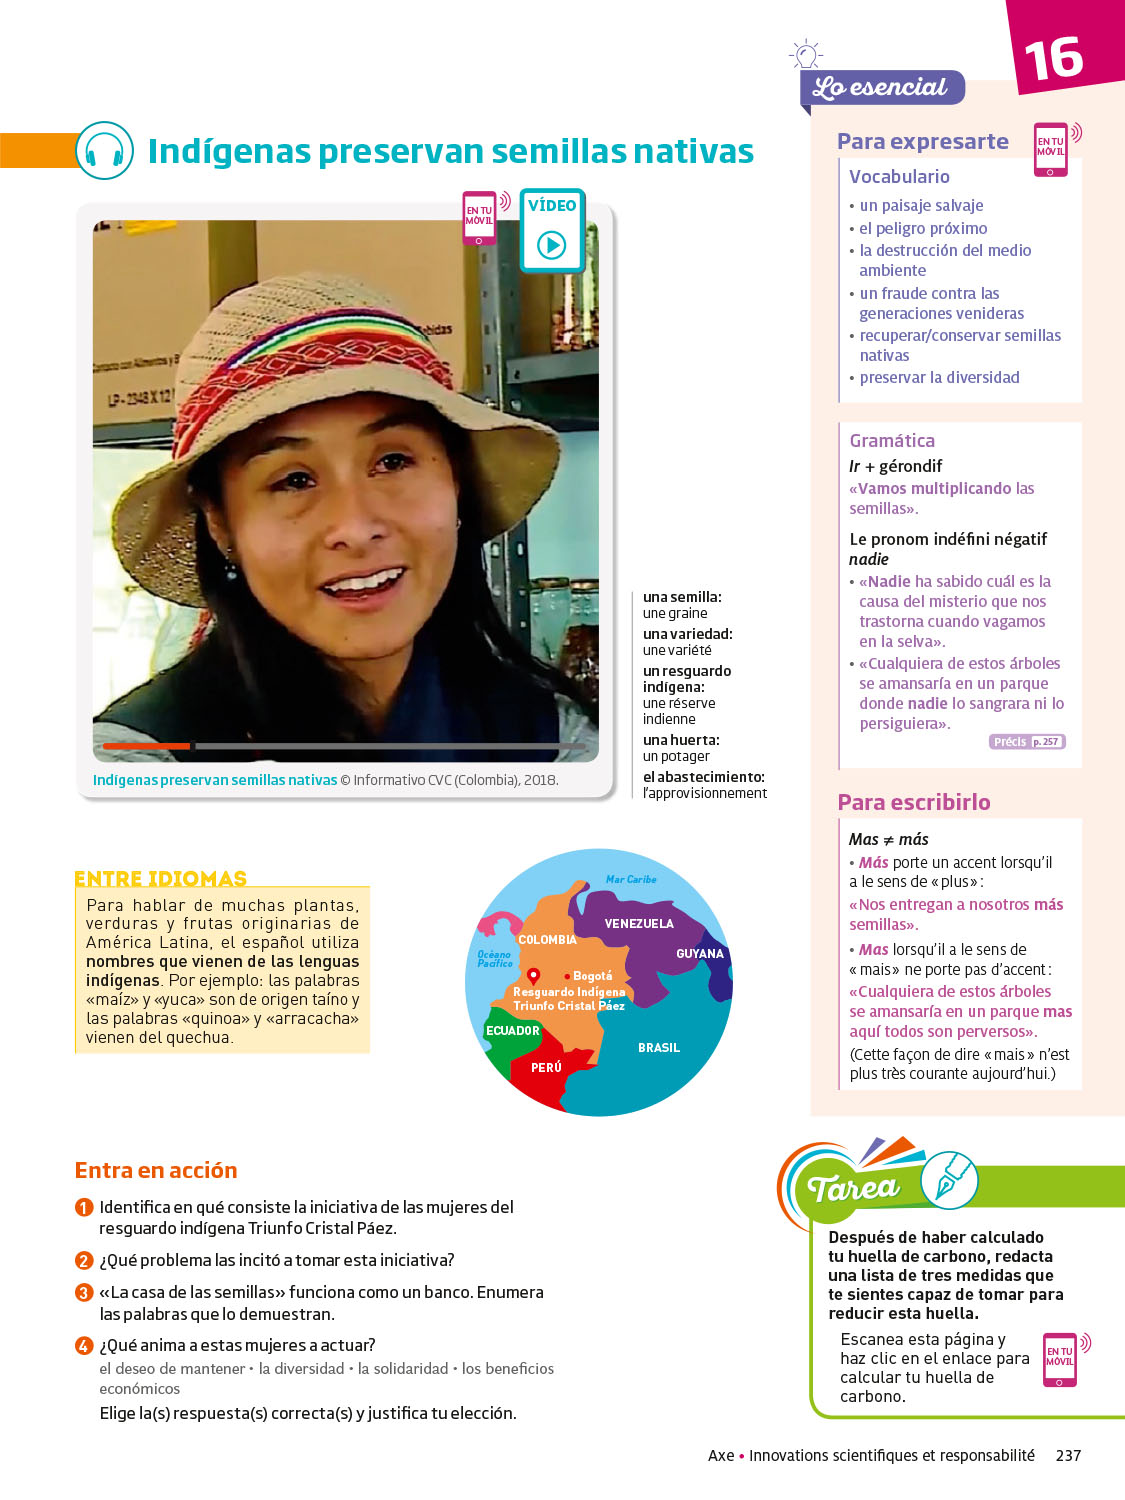 16
Lo esencial
Indígenas preservan semillas nativas
EN TU
MÓVIL
VÍDEO
LP-2348 X 12
Indígenas preservan semillas nativas © Informativo CVC (Colombia), 2018.
una semilla:
une graine
una variedad:
une variété
un resguardo
indígena:
une réserve
indienne
una huerta:
un potager
el abastecimiento:
l'approvisionnement
ENTRE IDIOMAS
Para hablar de muchas plantas,
verduras y frutas originarias de
América Latina, el español utiliza
nombres que vienen de las lenguas
indígenas. Por ejemplo: las palabras
«maíz» y «yuca» son de origen taíno y
las palabras «quinoa» y «arracacha»
vienen del quechua.
Mar Caribe
VENEZUELA
COLOMBIA
GUYANA
Océano
Pacífico
Bogotá
Resguardo Indígena
Triunfo Cristal Páez
ECUADOR
BRASIL
PERÚ
Entra en acción
1 Identifica en qué consiste la iniciativa de las mujeres del
resguardo indígena Triunfo Cristal Páez.
2 ¿Qué problema las incitó a tomar esta iniciativa?
3 «La casa de las semillas» funciona como un banco. Enumera
las palabras que lo demuestran.
4 ¿Qué anima a estas mujeres a actuar?
el deseo de mantener • la diversidad • la solidaridad • los beneficios
económicos
Elige la(s) respuesta(s) correcta(s) y justifica tu elección.
Para expresarte
EN TU
MÓVIL
Vocabulario
• un paisaje salvaje
• el peligro próximo
• la destrucción del medio
ambiente
• un fraude contra las
generaciones venideras
• recuperar/conservar semillas
nativas
• preservar la diversidad
Gramática
Ir + gérondif
«Vamos multiplicando las
semillas».
Le pronom indéfini négatif
nadie
• «Nadie ha sabido cuál es la
causa del misterio que nos
trastorna cuando vagamos
en la selva».
• «Cualquiera de estos árboles
se amansaría en un parque
donde nadie lo sangrara ni lo
persiguiera».
Précis p. 257
Para escribirlo
Mas ≠ más
• Más porte un accent lorsqu'il
a le sens de « plus » :
«Nos entregan a nosotros más
semillas».
• Mas lorsqu'il a le sens de
« mais » ne porte pas d'accent :
«Cualquiera de estos árboles
se amansaría en un parque mas
aquí todos son perversos».
(Cette façon de dire « mais » n'est
plus très courante aujourd'hui.)
Tarea
Después de haber calculado
tu huella de carbono, redacta
una lista de tres medidas que
te sientes capaz de tomar para
reducir esta huella.
Escanea esta página y
haz clic en el enlace para
calcular tu huella de
carbono.
EN TU
MÓVIL
Axe • Innovations scientifiques et responsabilité 237